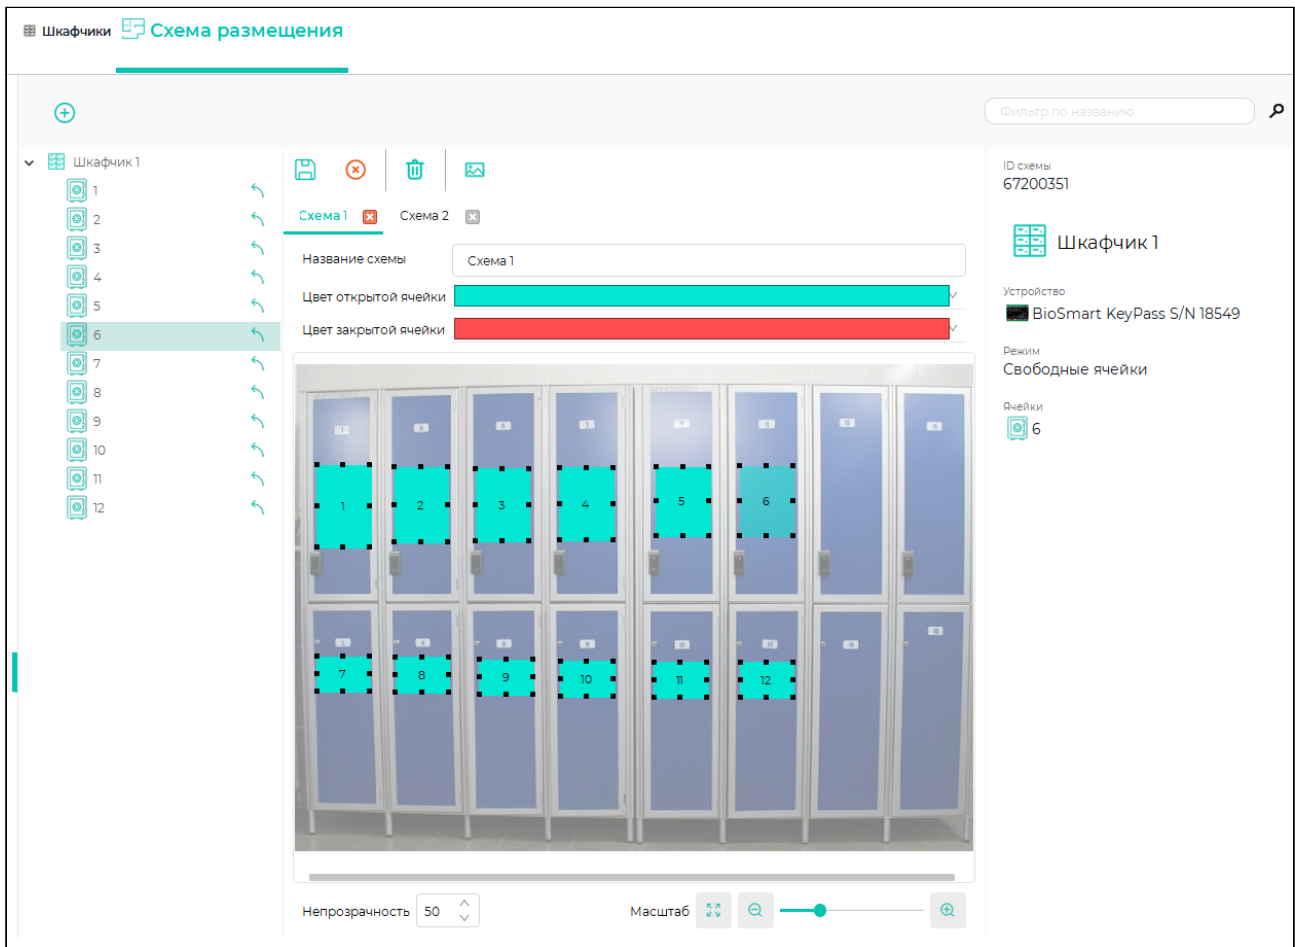 Шкафчики Схема размещения
Фильтр по названию
Шкафчик 1
1
2
3
4
5
6
7
8
9
10
11
12
Схема 1 Схема 2
Название схемы Схема 1
Цвет открытой ячейки
Цвет закрытой ячейки
1 2 3 4 5 6
7 8 9 10 11 12
Непрозрачность 50 Масштаб
ID схемы
67200351
Шкафчик 1
Устройство
BioSmart KeyPass S/N 18549
Режим
Свободные ячейки
Ячейки
6